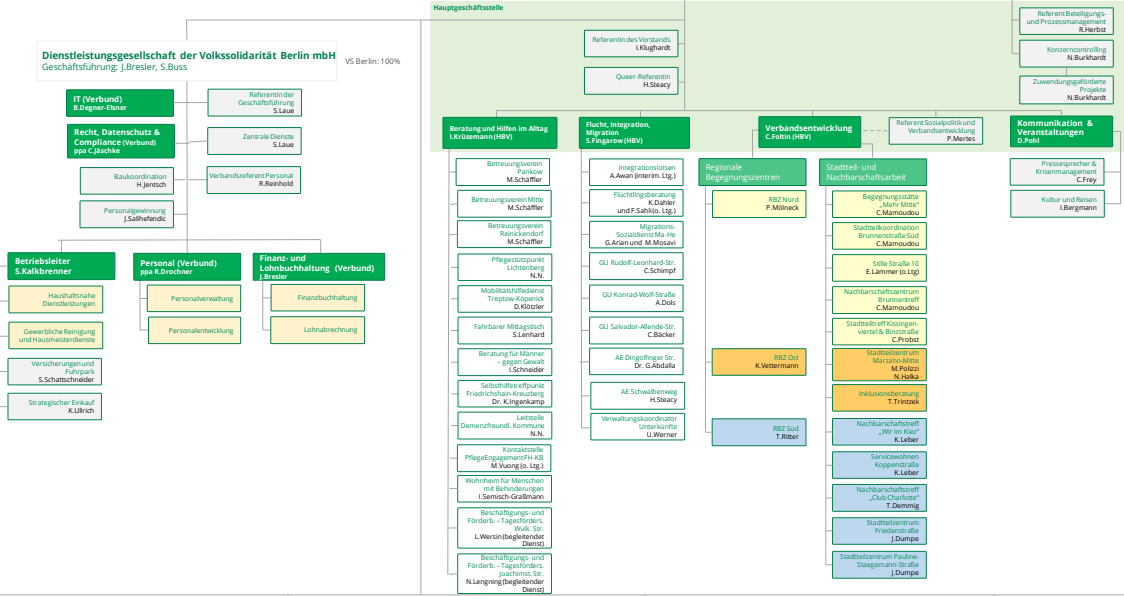 Hauptgeschäftsstelle
Dienstleistungsgesellschaft der Volkssolidarität Berlin mbH
Geschäftsführung: J.Bresler, S.Buss
VS Berlin: 100%
IT (Verbund)
B.Degner-Elsner
Recht, Datenschutz &
Compliance (Verbund)
ppa C.Jäschke
Baukoordination
H.Jentsch
Personalgewinnung
J.Salihefendic
Referentin der
Geschäftsführung
S.Laue
Zentrale Dienste
S.Laue
Verbandsreferent Personal
R.Reinhold
Betriebsleiter
S.Kalkbrenner
Haushaltsnahe
Dienstleistungen
Gewerbliche Reinigung
und Hausmeisterdienste
Versicherungen und
Fuhrpark
S.Schattschneider
Strategischer Einkauf
K.Ullrich
Personal (Verbund)
ppa R.Drochner
Personalverwaltung
Personalentwicklung
Finanz- und
Lohnbuchhaltung (Verbund)
J.Bresler
Finanzbuchhaltung
Lohnabrechnung
Referentin des Vorstands
I.Klughardt
Queer-Referentin
H.Steacy
Referent Beteiligungs-
und Prozessmanagement
R.Herbst
Konzerncontrolling
N.Burkhardt
Zuwendungsgeförderte
Projekte
N.Burkhardt
Beratung und Hilfen im Alltag
I.Krüsemann (HBV)
Betreuungsverein
Pankow
M.Schäffler
Betreuungsverein Mitte
M.Schäffler
Betreuungsverein
Reinickendorf
M.Schäffler
Pflegestützpunkt
Lichtenberg
N.N.
Mobilitätshilfedienst
Treptow-Köpenick
D.Klötzler
Fahrbarer Mittagstisch
S.Lenhard
Beratung für Männer
– gegen Gewalt
I.Schneider
Selbsthilfetreffpunkt
Friedrichshain-Kreuzberg
Dr. K.Ingenkamp
Leitstelle
Demenzfreundl. Kommune
N.N.
Kontaktstelle
PflegeEngagement FH-KB
M.Vuong (o. Ltg.)
Wohnheim für Menschen
mit Behinderungen
I.Semisch-Graßmann
Beschäftigungs- und
Förderb. – Tagesförders.
Wulk. Str.
L.Wersin (begleitendet
Dienst)
Beschäftigungs- und
Förderb. – Tagesförders.
Joachimst. Str.
N.Lengning (begleitender
Dienst)
Flucht, Integration,
Migration
S.Fingarow (HBV)
Integrationslotsen
A.Awan (interim. Ltg.)
Flüchtlingsberatung
K.Dahler
und F.Sahli (o. Ltg.)
Migrations-
Sozialdienst Ma-He
G.Arian und M.Mosavi
GU Rudolf-Leonhard-Str.
C.Schimpf
GU Konrad-Wolf-Straße
A.Dols
GU Salvador-Allende-Str.
C.Bäcker
AE Dingolfinger Str.
Dr. G.Abdalla
AE Schwalbenweg
H.Steacy
Verwaltungskoordinator
Unterkünfte
U.Werner
Verbandsentwicklung
C.Foltin (HBV)
Referent Sozialpolitik und
Verbandsentwicklung
P.Mertes
Regionale
Begegnungszentren
RBZ Nord
P.Mölneck
RBZ Ost
K.Vettermann
RBZ Süd
T.Ritter
Stadtteil- und
Nachbarschaftsarbeit
Begegnungsstätte
„Mehr Mitte“
C.Mamoudou
Stadtteilkoordination
Brunnenstraße Süd
C.Mamoudou
Stille Straße 10
E.Lämmer (o.Ltg)
Nachbarschaftszentrum
Brunnentreff
C.Mamoudou
Stadtteiltreff Kissingen-
viertel & Binzstraße
C.Probst
Stadtteilzentrum
Marzahn-Mitte
M.Polizzi
N.Halka
Inklusionsberatung
T.Trintzek
Nachbarschaftstreff
„Wir im Kiez“
K.Leber
Servicewohnen
Koppenstraße
K.Leber
Nachbarschaftstreff
„Club Charlotte“
T.Demmig
Stadtteilzentrum
Friedenstraße
J.Dumpe
Stadtteilzentrum Pauline-
Staegemann-Straße
J.Dumpe
Kommunikation &
Veranstaltungen
D.Pohl
Pressesprecher &
Krisenmanagement
C.Frey
Kultur und Reisen
I.Bergmann